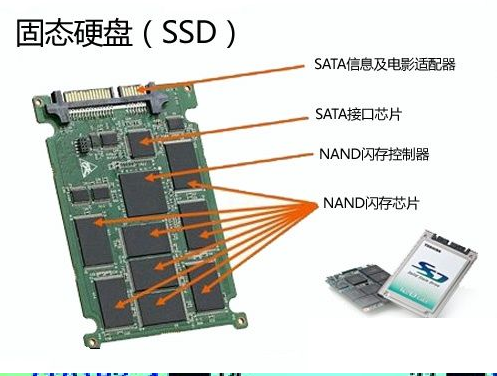 固态硬盘（SSD）
SATA信息及电影适配器
SATA接口芯片
NAND闪存控制器
NAND闪存芯片